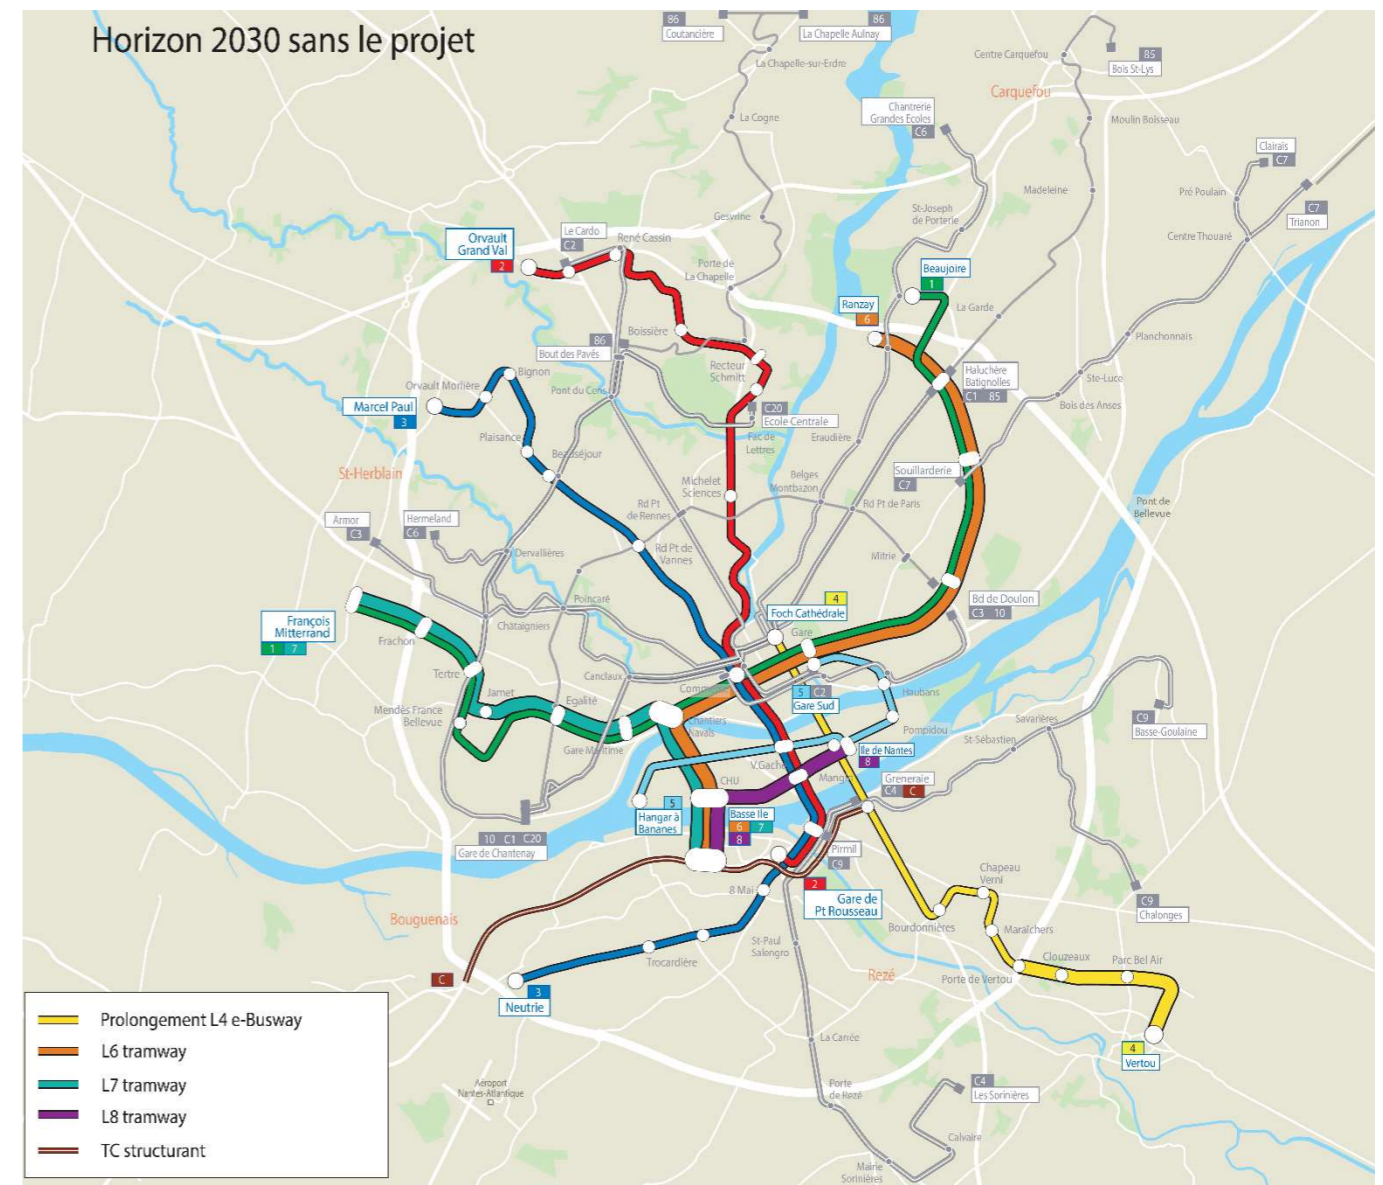 Horizon 2030 sans le projet
86
Coutancière
86
La Chapelle Aulnay
La Chapelle-sur-Erdre
Centre Carquefou
85
Bois St-Lys
Carquefou
Chantrerie
Grandes Ecoles
C6
La Cogne
Moulin Boisseau
Clairais
C7
Madeleine
Pré Poulain
C7
Trianon
Gesvrine
St-Joseph
de Porterie
Centre Thouaré
Orvault
Grand Val
2
Le Cardo
C2
René Cassin
Porte de
La Chapelle
Beaujoire
1
Ranzay
6
La Garde
Boissière
86
Bout des Pavés
Recteur
Schmitt
Planchonnais
Haluchère
Batignolles
C1 85
Ste-Luce
Bignon
Orvault Morlière
Pont du Cens
Marcel Paul
3
C20
Ecole Centrale
Bois des Anses
Plaisance
Fac de
Lettres
Eraudière
Beauséjour
St-Herblain
Michelet
Sciences
Belges
Montbazon
Souillarderie
C7
Pont de
Bellevue
Armor
C3
Hermeland
C6
Rd Pt
de Rennes
Rd Pt de Paris
Dervallières
Rd Pt de
Vannes
Mitrie
Poincaré
4
Foch Cathédrale
Bd de Doulon
C3 10
François
Mitterrand
1 7
Frachon
Châtaigniers
Gare
Tertre
Canclaux
Jamet
Egalité
Mendès France
Bellevue
5 C2
Gare Sud
Haubans
Chantiers
Navals
Pompidou
Savarières
C9
Basse-Goulaine
Gare Maritime
St-Sébastien
Ile de Nantes
8
V.Gache
CHU
Greneraie
C4 C
5
Hangar à
Bananes
Basse Ile
6 7
8
10 C1 C20
Gare de Chantenay
Pirmil
C9
Chapeau
Verni
8 Mai
2
Gare de
Pt Rousseau
C9
Chalonges
Bouguenais
Bourdonnières
Maraîchers
St-Paul
Salengro
Trocardière
Clouzeaux
Parc Bel Air
Rezé
Porte de Vertou
C
3
Neutrie
4
Vertou
La Carrée
Aéroport
Nantes-Atlantique
Porte
de Rezé
C4
Les Sorinières
Calvaire
Mairie
Sorinières
Prolongement L4 e-Busway
L6 tramway
L7 tramway
L8 tramway
TC structurant